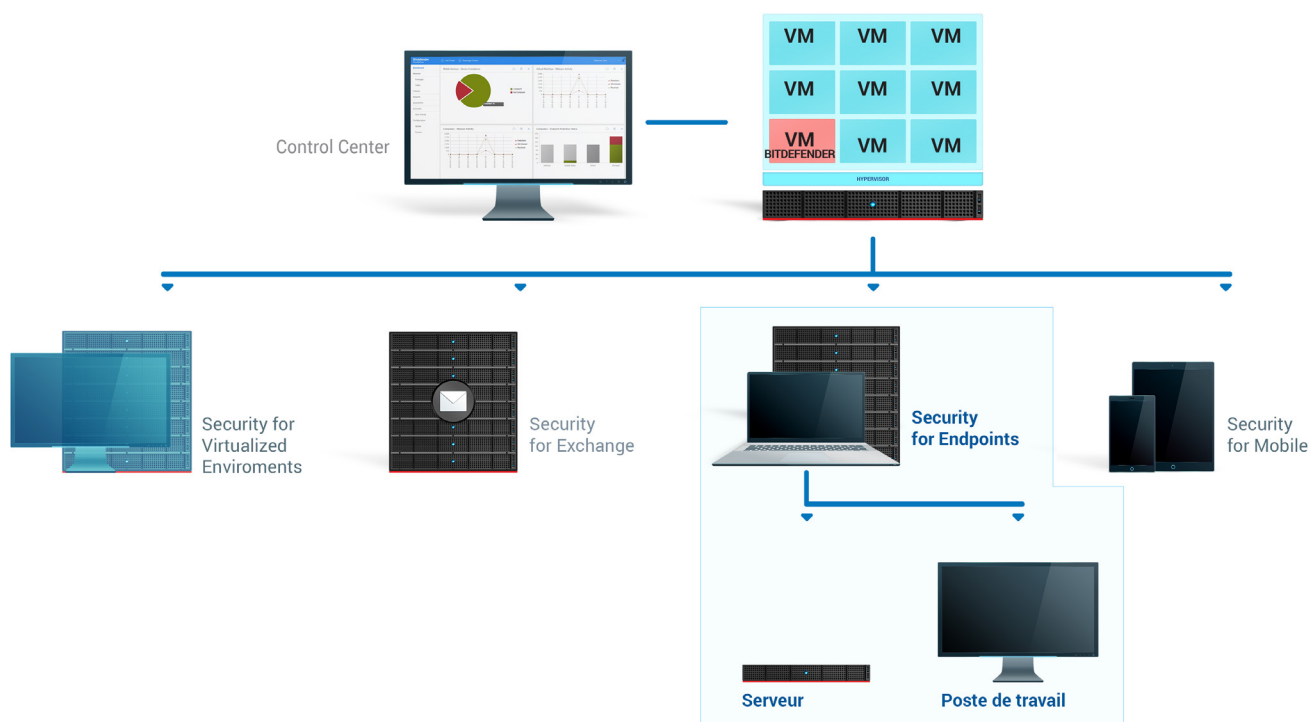 VM VM VM
VM VM VM
VM BITDEFENDER VM VM
HYPERVISOR
Control Center
Security for
Virtualized
Enviroments
Security
for Exchange
Security
for Endpoints
Security
for Mobile
Serveur
Poste de travail